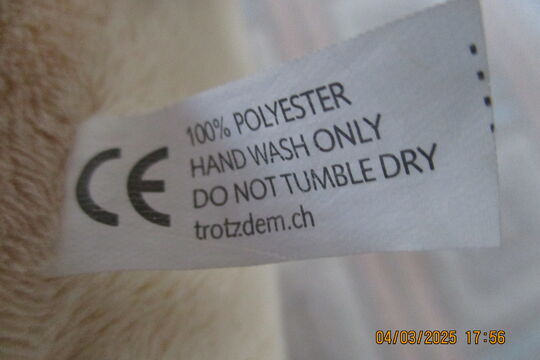 CE
100% POLYESTER
HAND WASH ONLY
DO NOT TUMBLE DRY
trotzdem.ch
04/03/2025 17:56